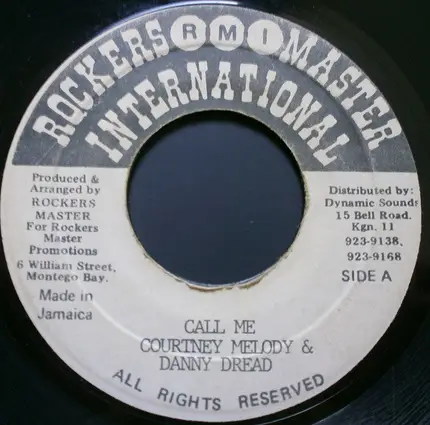 ROCKERS RMI MASTER
INTERNATIONAL
Produced &
Arranged by
ROCKERS
MASTER
For Rockers
Master
Promotions
6 William Street,
Montego Bay.
Made in
Jamaica
Distributed by:
Dynamic Sounds
15 Bell Road.
Kgn. 11
923-9138,
923-9168
SIDE A
CALL ME
COURTNEY MELODY &
DANNY DREAD
ALL RIGHTS RESERVED